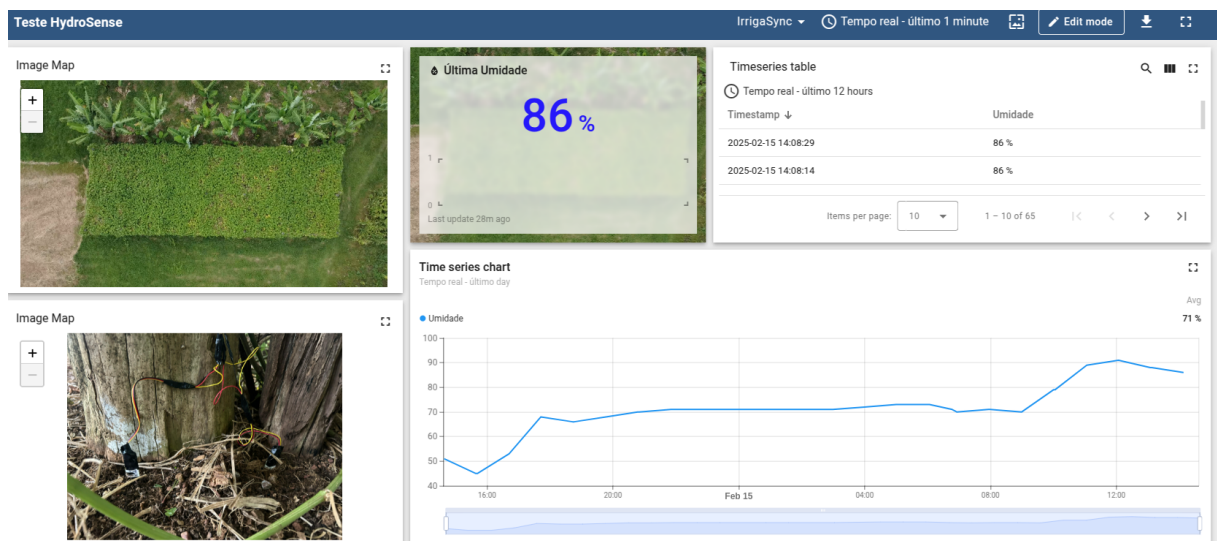 Teste HydroSense
IrrigaSync
Tempo real - último 1 minute
Edit mode
Image Map
+
−
Última Umidade
86 %
1
0
Last update 28m ago
Timeseries table
Tempo real - último 12 hours
Timestamp ↓ Umidade
2025-02-15 14:08:29 86 %
2025-02-15 14:08:14 86 %
Items per page: 10 1 – 10 of 65
Image Map
+
−
Time series chart
Tempo real - último day
Avg
Umidade 71 %
100
90
80
70
60
50
40
16:00 20:00 Feb 15 04:00 08:00 12:00